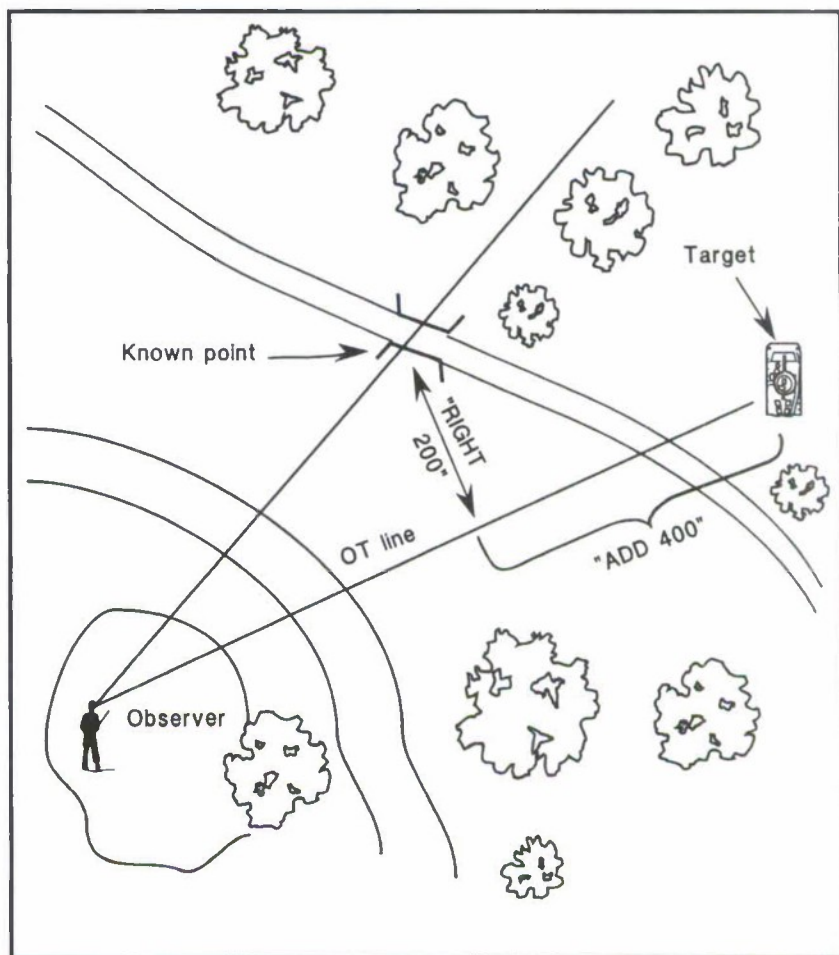 Target
Known point
"RIGHT
200"
OT line
"ADD 400"
Observer